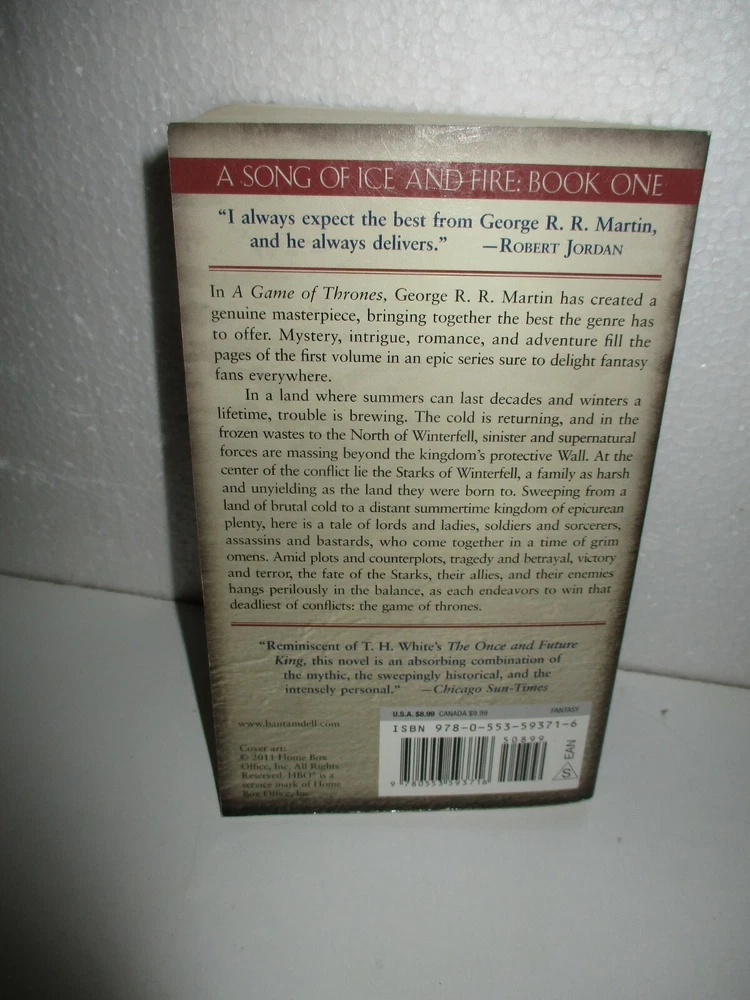 A SONG OF ICE AND FIRE: BOOK ONE
“I always expect the best from George R. R. Martin,
and he always delivers.” —ROBERT JORDAN
In A Game of Thrones, George R. R. Martin has created a
genuine masterpiece, bringing together the best the genre has
to offer. Mystery, intrigue, romance, and adventure fill the
pages of the first volume in an epic series sure to delight fantasy
fans everywhere.
In a land where summers can last decades and winters a
lifetime, trouble is brewing. The cold is returning, and in the
frozen wastes to the North of Winterfell, sinister and supernatural
forces are massing beyond the kingdom’s protective Wall. At the
center of the conflict lie the Starks of Winterfell, a family as harsh
and unyielding as the land they were born to. Sweeping from a
land of brutal cold to a distant summertime kingdom of epicurean
plenty, here is a tale of lords and ladies, soldiers and sorcerers,
assassins and bastards, who come together in a time of grim
omens. Amid plots and counterplots, tragedy and betrayal, victory
and terror, the fate of the Starks, their allies, and their enemies
hangs perilously in the balance, as each endeavors to win that
deadliest of conflicts: the game of thrones.
“Reminiscent of T. H. White’s The Once and Future
King, this novel is an absorbing combination of
the mythic, the sweepingly historical, and the
intensely personal.” —Chicago Sun-Times
www.bantamdell.com
Cover art:
© 2011 Home Box
Office, Inc. All Rights
Reserved. HBO® is a
service mark of Home
Box Office, Inc.
U.S.A. $8.99 CANADA $9.99 FANTASY
ISBN 978-0-553-59371-6
50899
9 780553 593716
S EAN